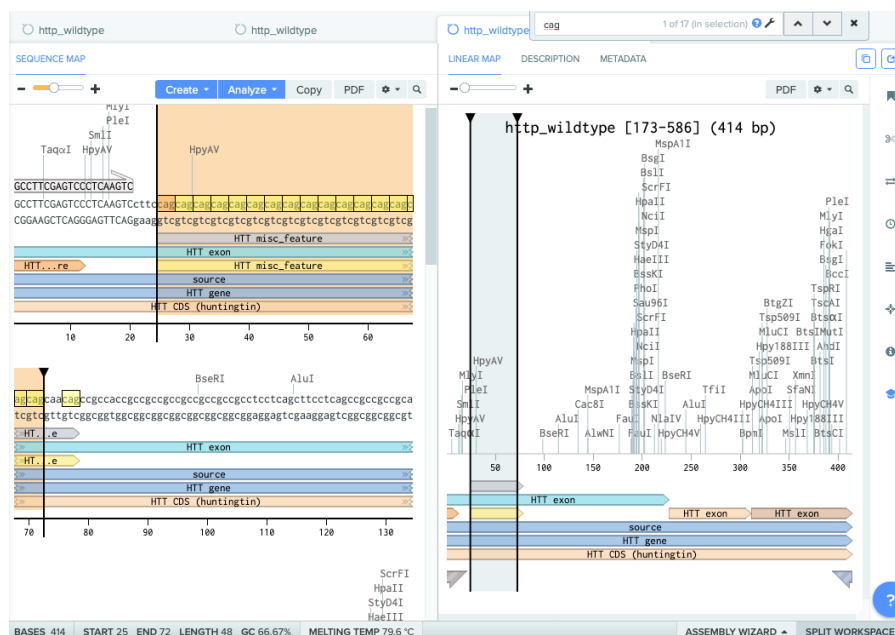 http_wildtype
http_wildtype
http_wildtype
cag
1 of 17 (in selection)
SEQUENCE MAP
LINEAR MAP DESCRIPTION METADATA
Create Analyze Copy PDF
PDF
MlyI
PleI
SmlI
TaqαI HpyAV HpyAV
GCCTTCGAGTCCCTCAAGTC
GCCTTCGAGTCCCTCAAGTCcttccagcagcagcagcagcagcagcagcagcagcagcagcagcagc
CGGAAGCTCAGGGAGTTCAGgaaggtcgtcgtcgtcgtcgtcgtcgtcgtcgtcgtcgtcgtcgtcg
HTT misc_feature
HTT exon
HTT...re HTT misc_feature
source
HTT gene
HTT CDS (huntingtin)
10 20 30 40 50 60
BseRI AluI
agcagcaacagccgccaccgccgccgccgccgccgccgcctcctcagcttcctcagccgccgccgca
tcgtcgttgtcggcggtggcggcggcggcggcggcggcggaggagtcgaaggagtcggcggcggcgt
HT...e
HTT exon
HT...e
source
HTT gene
HTT CDS (huntingtin)
70 80 90 100 110 120 130
ScrFI
HpaII
StyD4I
HaeIII
http_wildtype [173-586] (414 bp)
MspA1I
BsgI
BslI
ScrFI
HpaII PleI
NciI MlyI
MspI HgaI
StyD4I FokI
HaeIII BsgI
BssKI BccI
PhoI TspRI
Sau96I BtgZI TscAI
ScrFI Tsp509I BtsαI
HpaII MluCI BtsIMutI
NciI Hpy188III AhdI
HpyAV MspI Tsp509I BtsI
MlyI BslI BseRI MluCI XmnI
PleI MspA1I StyD4I TfiI ApoI SfaNI
SmlI Cac8I BssKI AluI HpyCH4III HpyCH4V
HpyAV AluI FauI NlaIV HpyCH4III ApoI Hpy188III
TaqαI BseRI AlwNI FauI HpyCH4V BpmI MslI BtsCI
50 100 150 200 250 300 350 400
HTT exon
HTT exon HTT exon
source
HTT gene
HTT CDS (huntingtin)
BASES 414 START 25 END 72 LENGTH 48 GC 66.67% MELTING TEMP 79.6 °C
ASSEMBLY WIZARD SPLIT WORKSPACE